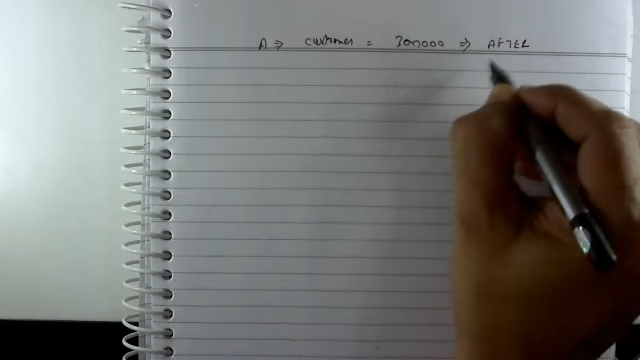 A ⇒ customer = 300000 ⇒ AFTER